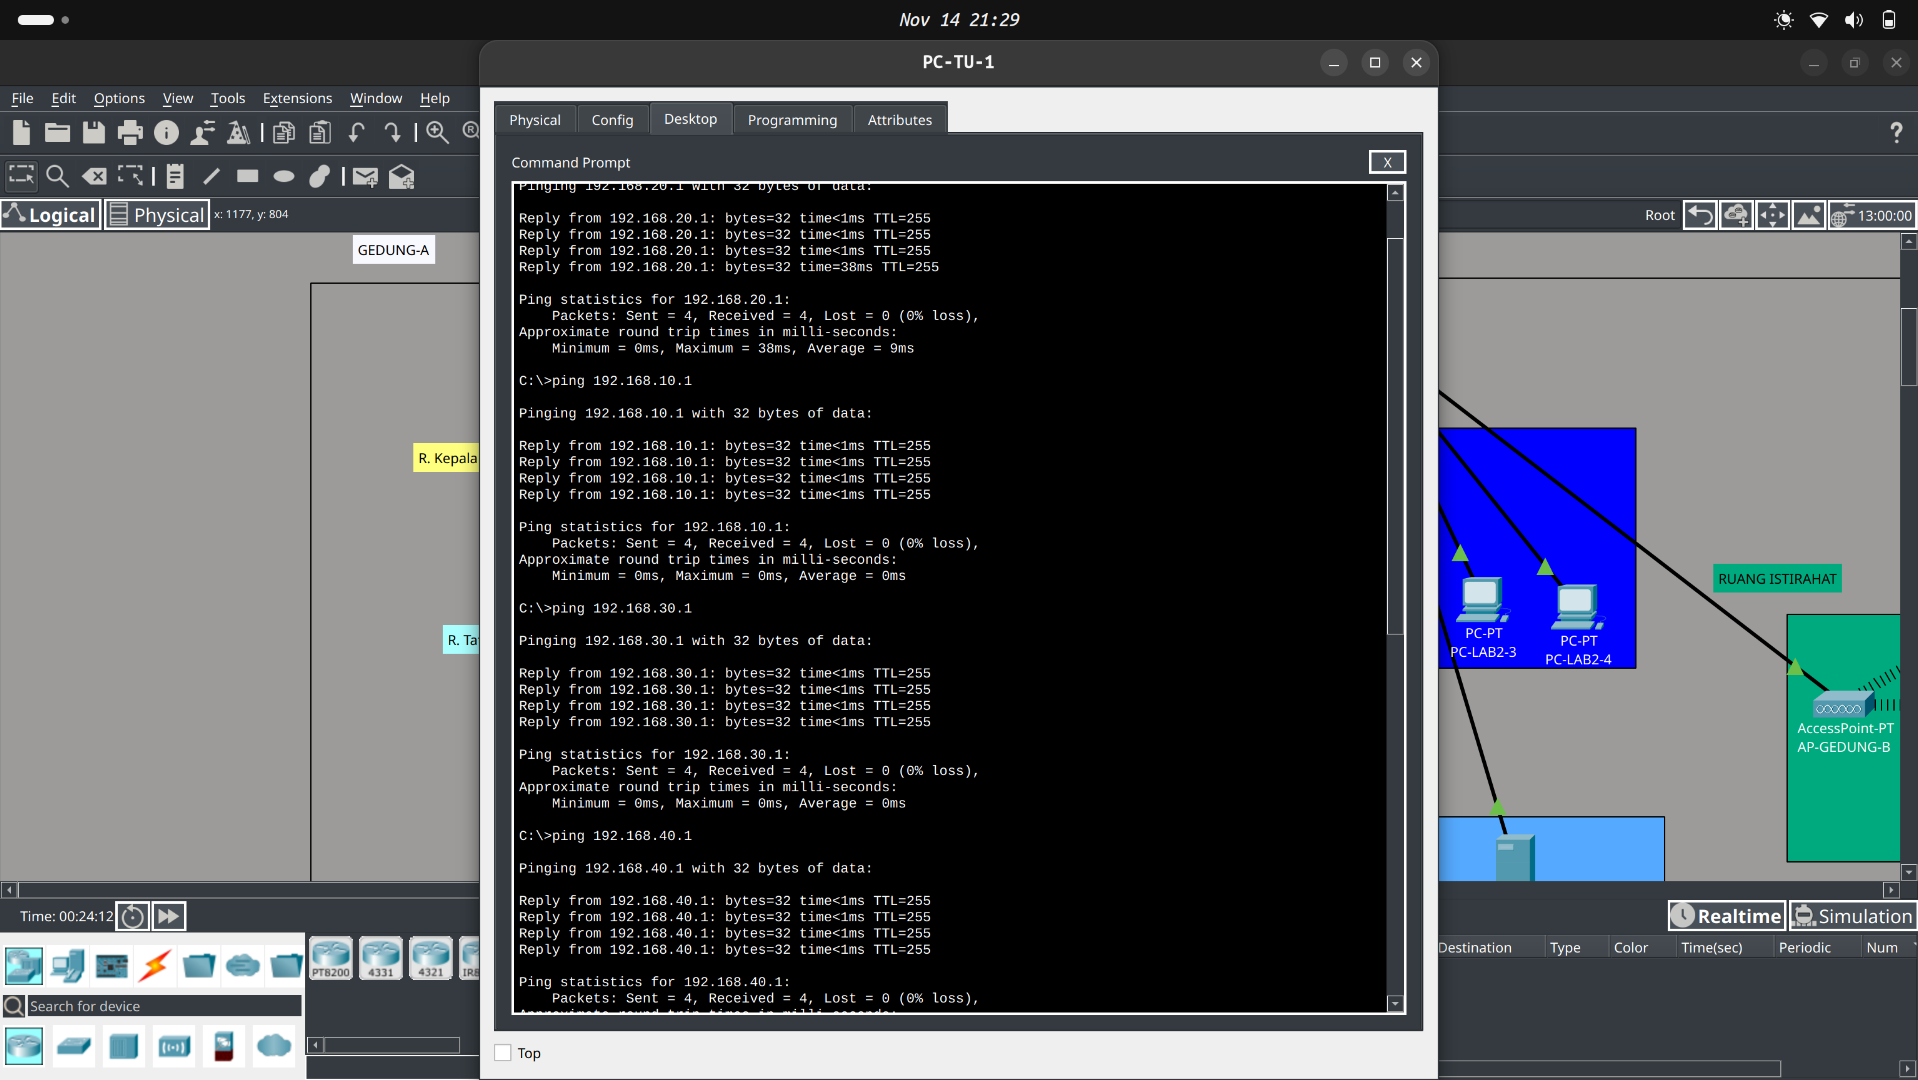 Nov 14 21:29
PC-TU-1
File Edit Options View Tools Extensions Window Help
Physical Config Desktop Programming Attributes
Command Prompt
X
Logical
Physical
x: 1177, y: 804
Root
13:00:00
GEDUNG-A
R. Kepala
Pinging 192.168.20.1 with 32 bytes of data:
Reply from 192.168.20.1: bytes=32 time<1ms TTL=255
Reply from 192.168.20.1: bytes=32 time<1ms TTL=255
Reply from 192.168.20.1: bytes=32 time<1ms TTL=255
Reply from 192.168.20.1: bytes=32 time=38ms TTL=255
Ping statistics for 192.168.20.1:
Packets: Sent = 4, Received = 4, Lost = 0 (0% loss),
Approximate round trip times in milli-seconds:
Minimum = 0ms, Maximum = 38ms, Average = 9ms
C:\>ping 192.168.10.1
Pinging 192.168.10.1 with 32 bytes of data:
Reply from 192.168.10.1: bytes=32 time<1ms TTL=255
Reply from 192.168.10.1: bytes=32 time<1ms TTL=255
Reply from 192.168.10.1: bytes=32 time<1ms TTL=255
Reply from 192.168.10.1: bytes=32 time<1ms TTL=255
Ping statistics for 192.168.10.1:
Packets: Sent = 4, Received = 4, Lost = 0 (0% loss),
Approximate round trip times in milli-seconds:
Minimum = 0ms, Maximum = 0ms, Average = 0ms
C:\>ping 192.168.30.1
Pinging 192.168.30.1 with 32 bytes of data:
Reply from 192.168.30.1: bytes=32 time<1ms TTL=255
Reply from 192.168.30.1: bytes=32 time<1ms TTL=255
Reply from 192.168.30.1: bytes=32 time<1ms TTL=255
Reply from 192.168.30.1: bytes=32 time<1ms TTL=255
Ping statistics for 192.168.30.1:
Packets: Sent = 4, Received = 4, Lost = 0 (0% loss),
Approximate round trip times in milli-seconds:
Minimum = 0ms, Maximum = 0ms, Average = 0ms
C:\>ping 192.168.40.1
Pinging 192.168.40.1 with 32 bytes of data:
Reply from 192.168.40.1: bytes=32 time<1ms TTL=255
Reply from 192.168.40.1: bytes=32 time<1ms TTL=255
Reply from 192.168.40.1: bytes=32 time<1ms TTL=255
Reply from 192.168.40.1: bytes=32 time<1ms TTL=255
Ping statistics for 192.168.40.1:
Packets: Sent = 4, Received = 4, Lost = 0 (0% loss),
Top
PC-PT
PC-LAB2-3
PC-PT
PC-LAB2-4
RUANG ISTIRAHAT
AccessPoint-PT
AP-GEDUNG-B
Time: 00:24:12
Realtime
Simulation
PT8200 4331 4321
Search for device
Destination Type Color Time(sec) Periodic Num